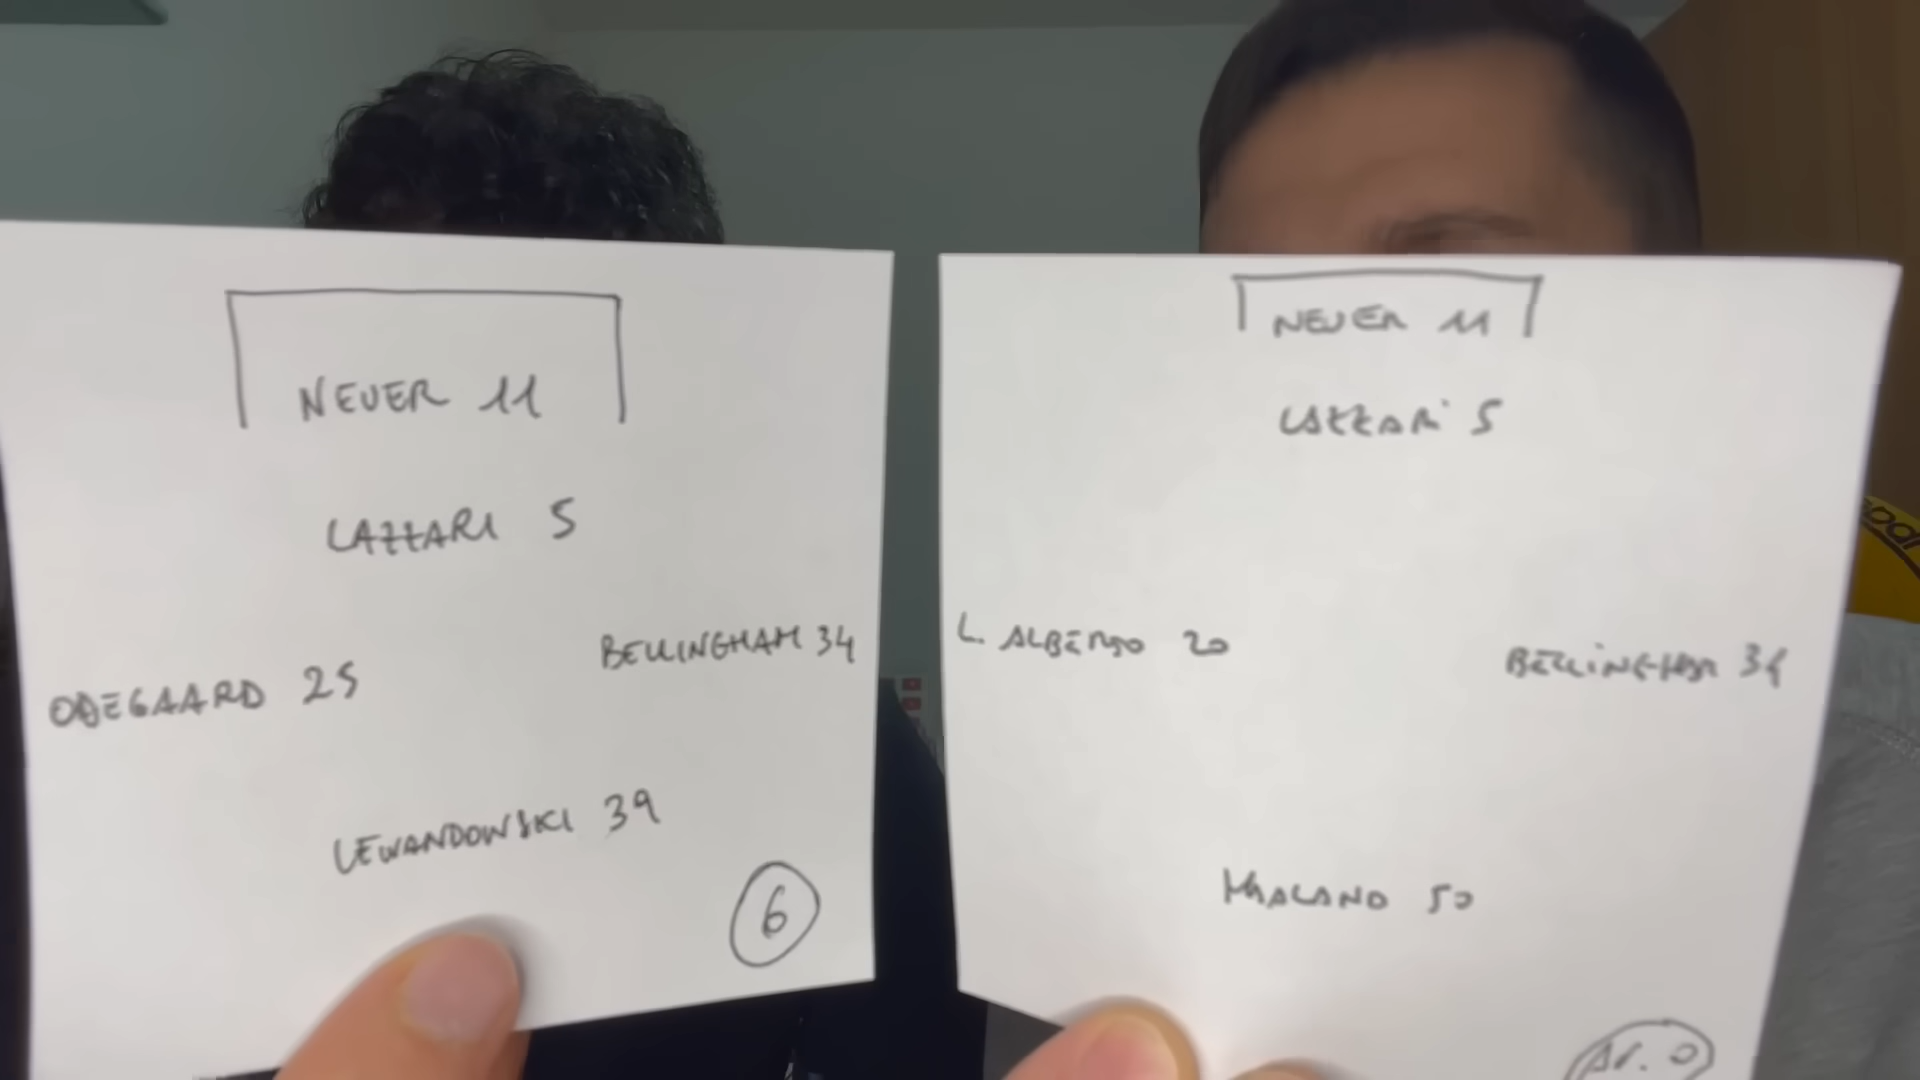 NEUER 11
LAZZARI 5
BELLINGHAM 34
ODEGAARD 25
LEWANDOWSKI 39
6
NEUER 11
LAZZARI 5
L. ALBERTO 20
BELLINGHAM 34
HAALAND 50